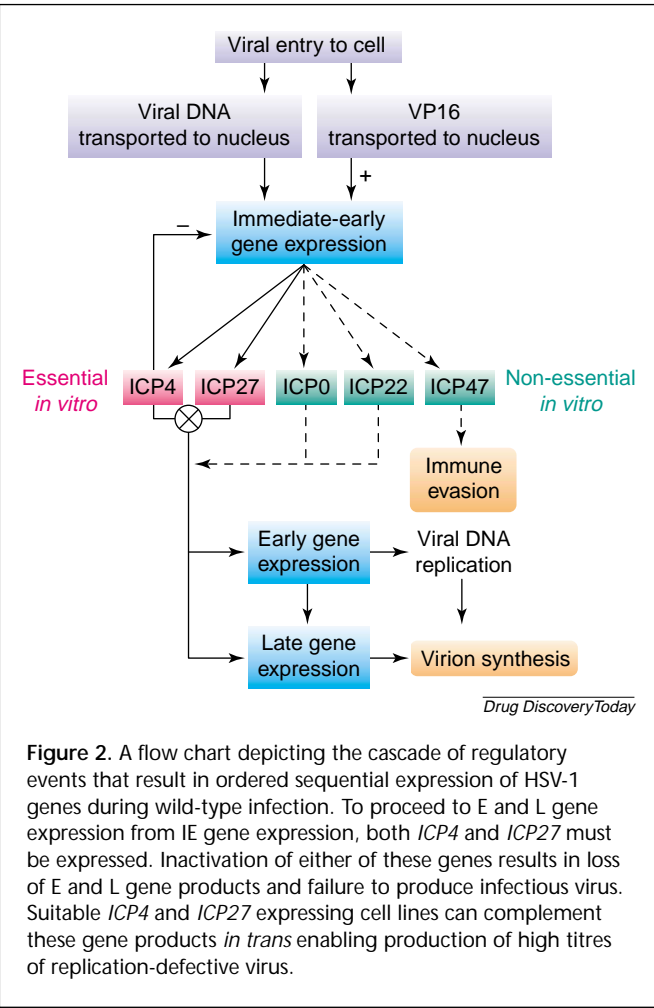 Viral entry to cell
Viral DNA
transported to nucleus
VP16
transported to nucleus
+
Immediate-early
gene expression
–
Essential
in vitro
ICP4
ICP27
ICP0
ICP22
ICP47
Non-essential
in vitro
Immune
evasion
Early gene
expression
Viral DNA
replication
Late gene
expression
Virion synthesis
Drug Discovery Today
Figure 2. A flow chart depicting the cascade of regulatory
events that result in ordered sequential expression of HSV-1
genes during wild-type infection. To proceed to E and L gene
expression from IE gene expression, both ICP4 and ICP27 must
be expressed. Inactivation of either of these genes results in loss
of E and L gene products and failure to produce infectious virus.
Suitable ICP4 and ICP27 expressing cell lines can complement
these gene products in trans enabling production of high titres
of replication-defective virus.